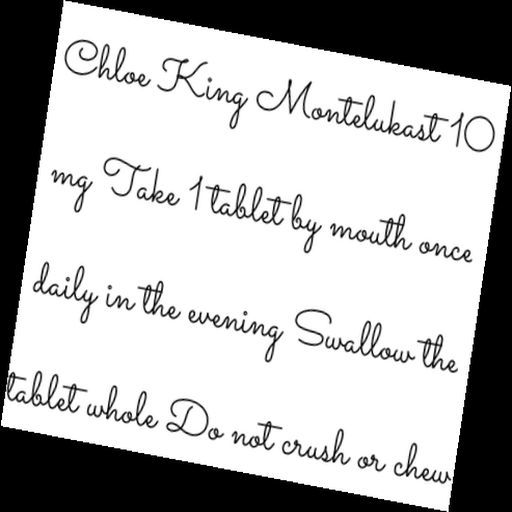 Chloe King Montelukast 10
mg Take 1 tablet by mouth once
daily in the evening Swallow the
tablet whole Do not crush or chew